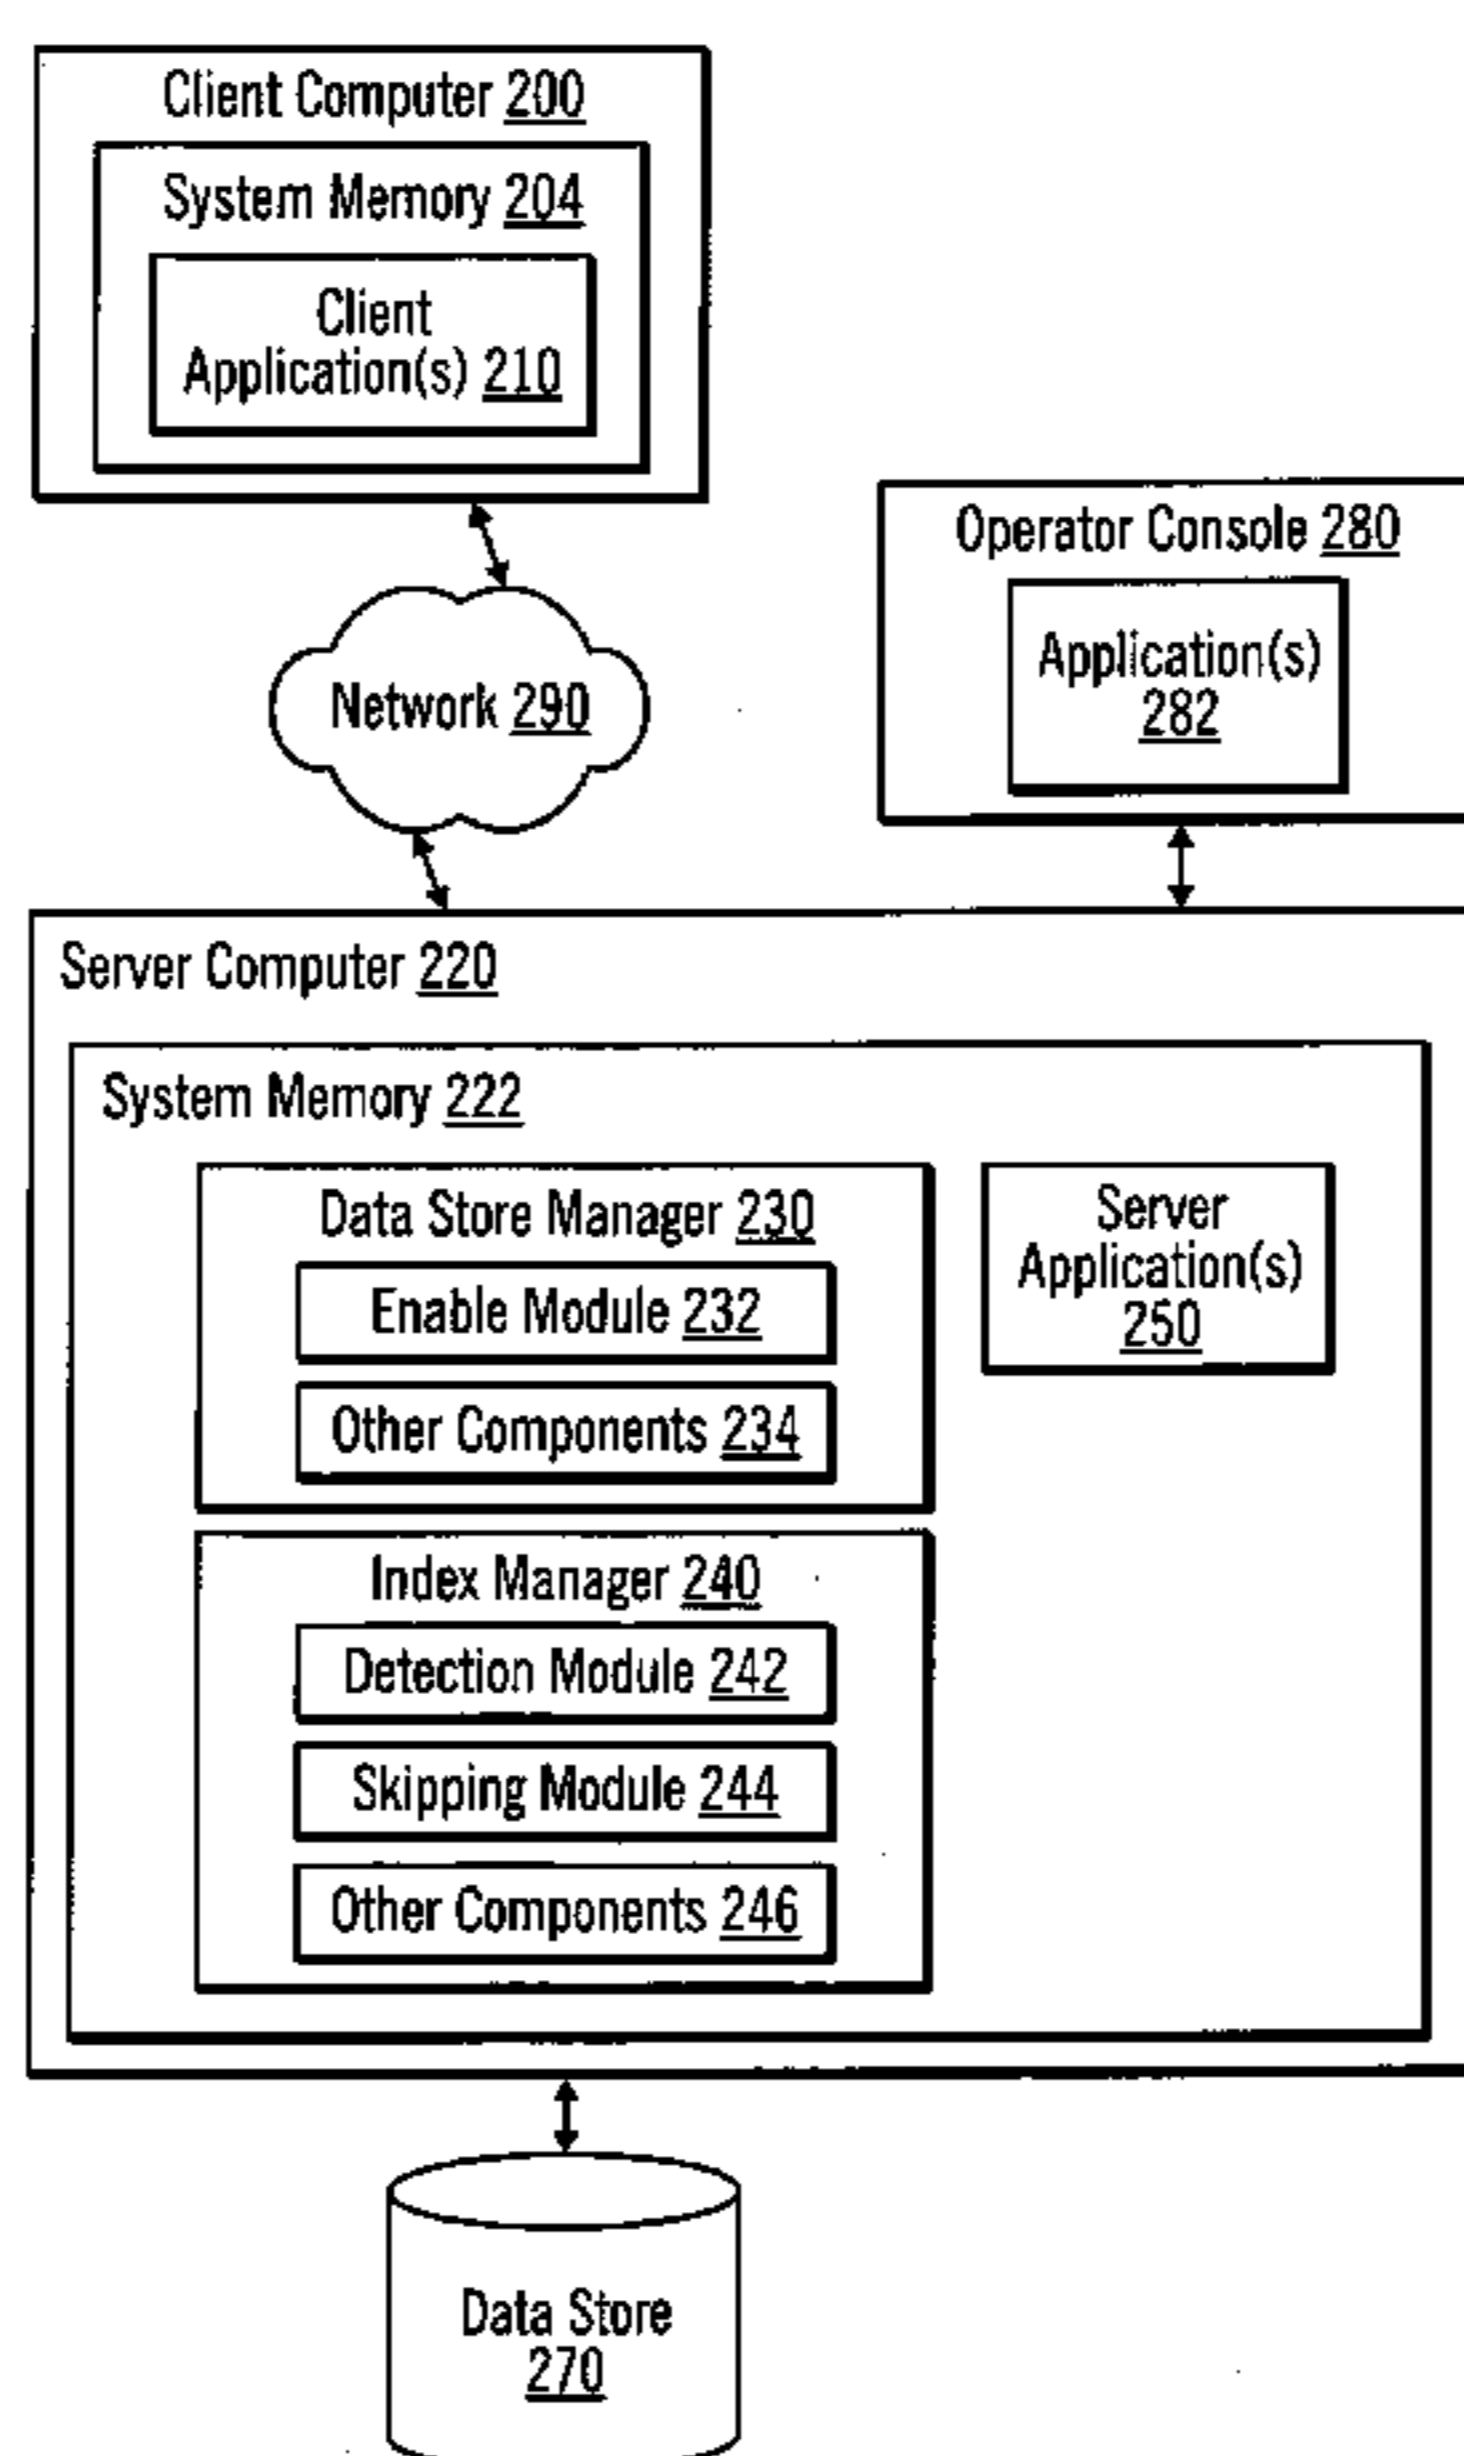 Client Computer 200
System Memory 204
Client
Application(s) 210
Operator Console 280
Application(s)
282
Network 290
Server Computer 220
System Memory 222
Data Store Manager 230
Enable Module 232
Other Components 234
Server
Application(s)
250
Index Manager 240
Detection Module 242
Skipping Module 244
Other Components 246
Data Store
270